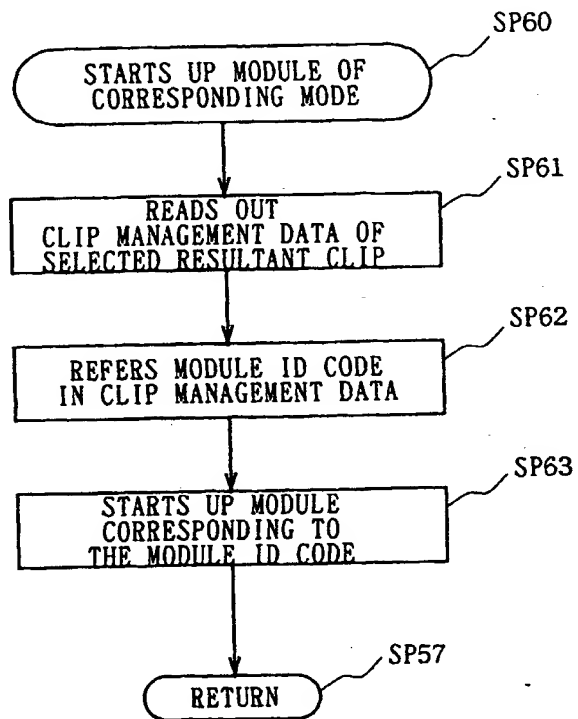 SP60
STARTS UP MODULE OF
CORRESPONDING MODE
SP61
READS OUT
CLIP MANAGEMENT DATA OF
SELECTED RESULTANT CLIP
SP62
REFERS MODULE ID CODE
IN CLIP MANAGEMENT DATA
SP63
STARTS UP MODULE
CORRESPONDING TO
THE MODULE ID CODE
SP57
RETURN